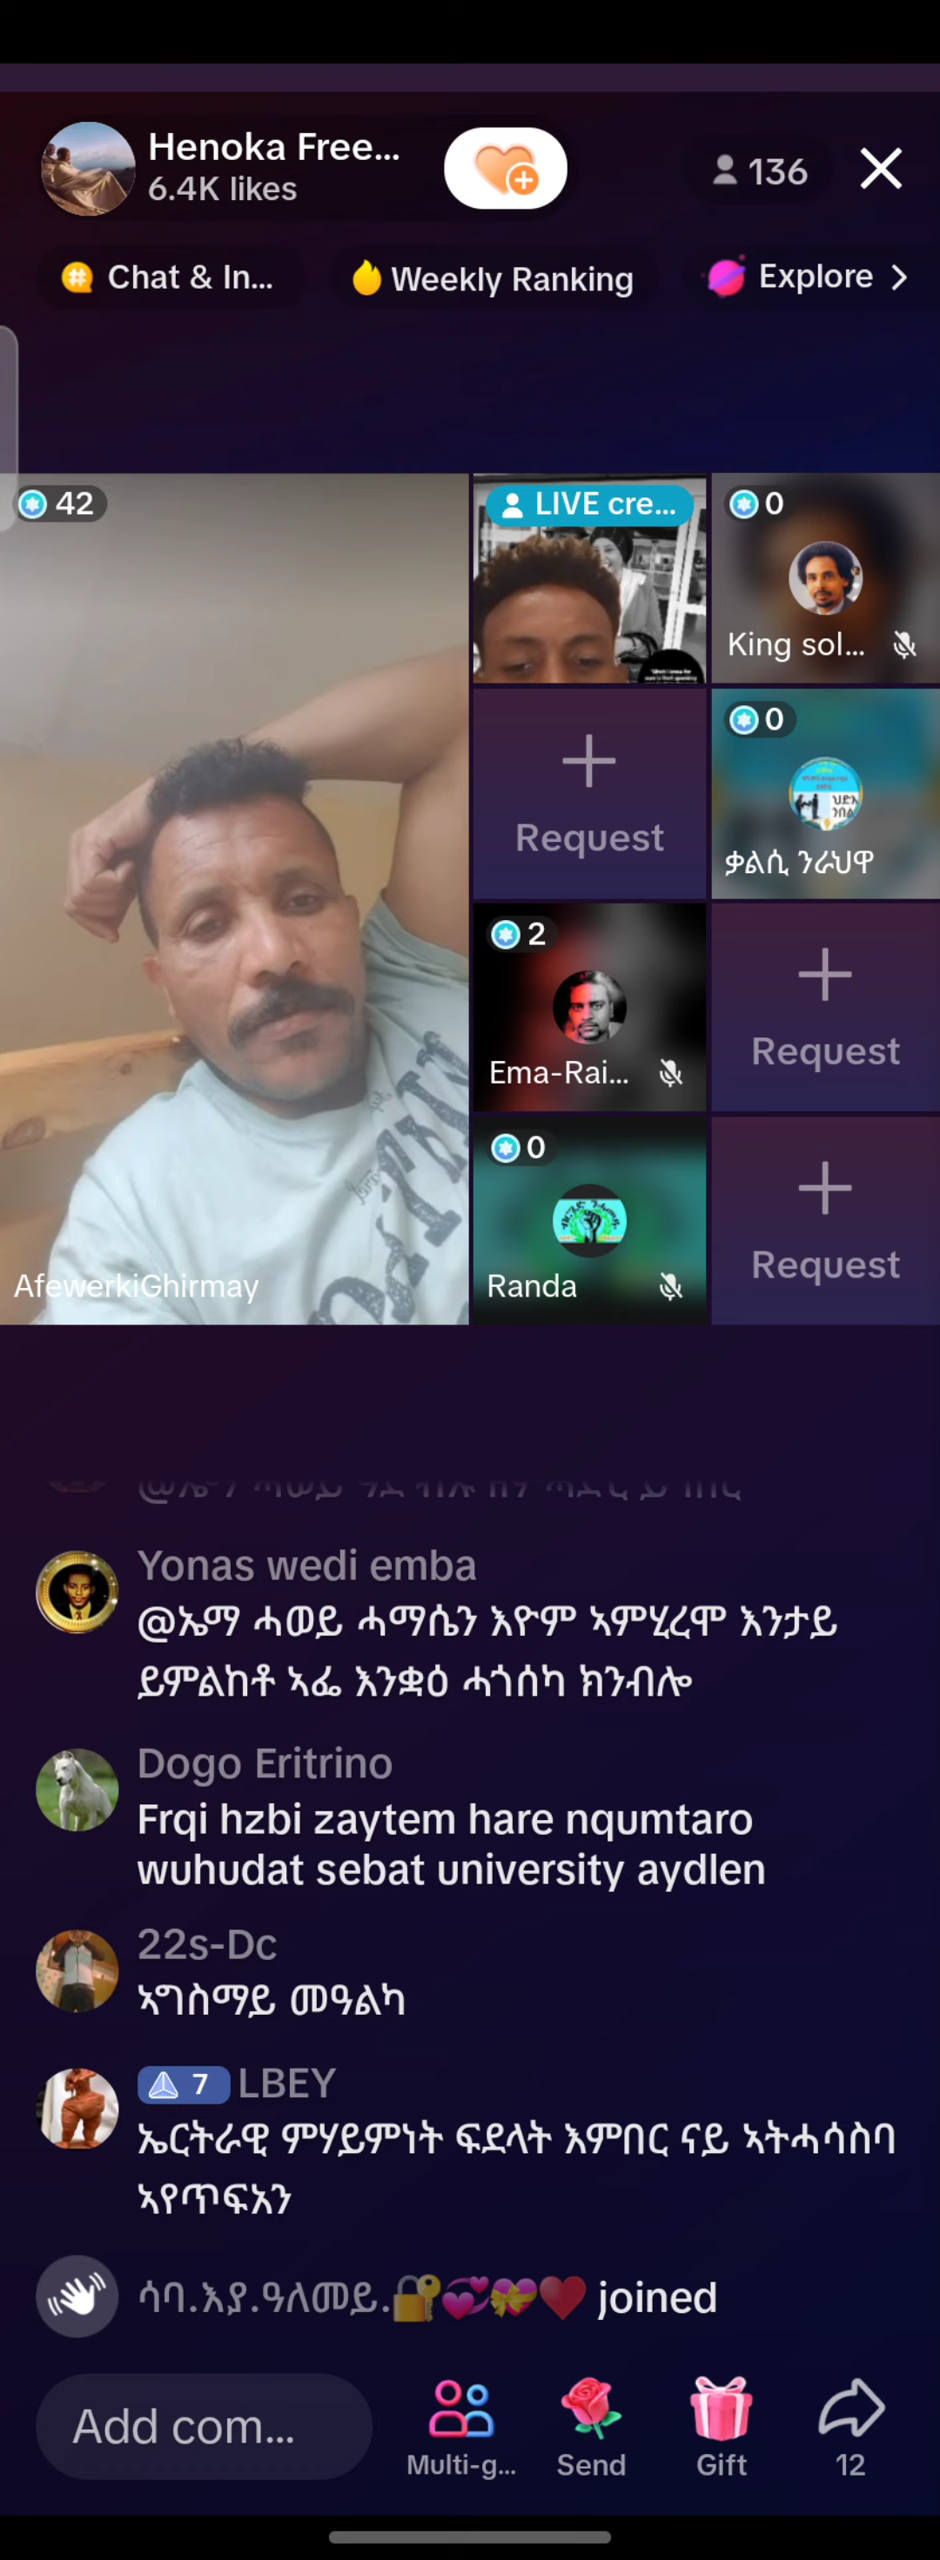 Henoka Free...
6.4K likes
136
Chat & In...
Weekly Ranking
Explore >
42
LIVE cre...
0
King sol...
Request
0
ህድኣ
ንበል
ቃልሲ ንራህዋ
2
Ema-Rai...
Request
0
Randa
Request
AfewerkiGhirmay
Yonas wedi emba
@ኤማ ሓወይ ሓማሴን እዮም ኣምሂረሞ እንታይ
ይምልከቶ ኣፌ እንቋዕ ሓጎሰካ ክንብሎ
Dogo Eritrino
Frqi hzbi zaytem hare nqumtaro
wuhudat sebat university aydlen
22s-Dc
ኣግስማይ መዓልካ
7 LBEY
ኤርትራዊ ምሃይምነት ፍደላት እምበር ናይ ኣትሓሳስባ
ኣየጥፍአን
ሳባ.እያ.ዓለመይ.🔐💞💝♥️ joined
Add com...
Multi-g...
Send
Gift
12